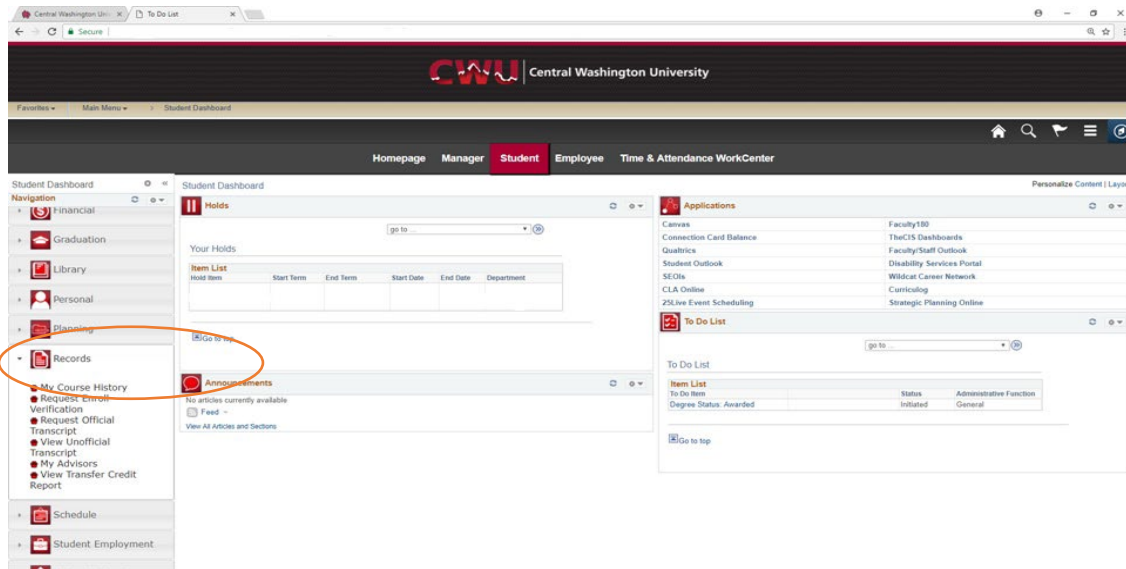 Central Washington Uni
To Do List
Secure
CWU Central Washington University
Favorites Main Menu > Student Dashboard
Homepage Manager Student Employee Time & Attendance WorkCenter
Student Dashboard
Navigation
Financial
Graduation
Library
Personal
Planning
Records
My Course History
Request Enroll
Verification
Request Official
Transcript
View Unofficial
Transcript
My Advisors
View Transfer Credit
Report
Schedule
Student Employment
Student Dashboard
Personalize Content | Layo
Holds
go to ...
Your Holds
Item List
Hold Item Start Term End Term Start Date End Date Department
Go to top
Announcements
No articles currently available
Feed
View All Articles and Sections
Applications
Canvas Faculty180
Connection Card Balance TheCIS Dashboards
Qualtrics Faculty/Staff Outlook
Student Outlook Disability Services Portal
SEOIs Wildcat Career Network
CLA Online Curriculog
25Live Event Scheduling Strategic Planning Online
To Do List
go to ...
To Do List
Item List
To Do Item Status Administrative Function
Degree Status: Awarded Initiated General
Go to top